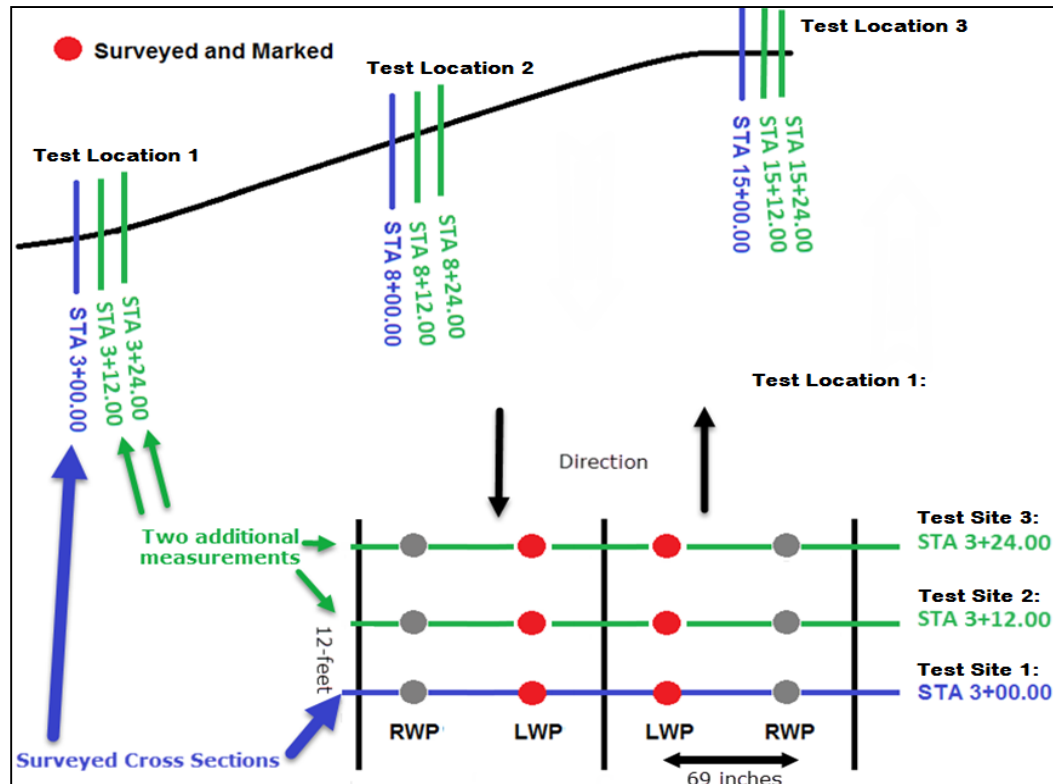 Surveyed and Marked
Test Location 3
Test Location 2
Test Location 1
STA 3+00.00
STA 3+12.00
STA 3+24.00
STA 8+00.00
STA 8+12.00
STA 8+24.00
STA 15+00.00
STA 15+12.00
STA 15+24.00
Test Location 1:
Direction
Two additional
measurements
12-feet
Test Site 3:
STA 3+24.00
Test Site 2:
STA 3+12.00
Test Site 1:
STA 3+00.00
RWP
LWP
LWP
RWP
Surveyed Cross Sections
69 inches